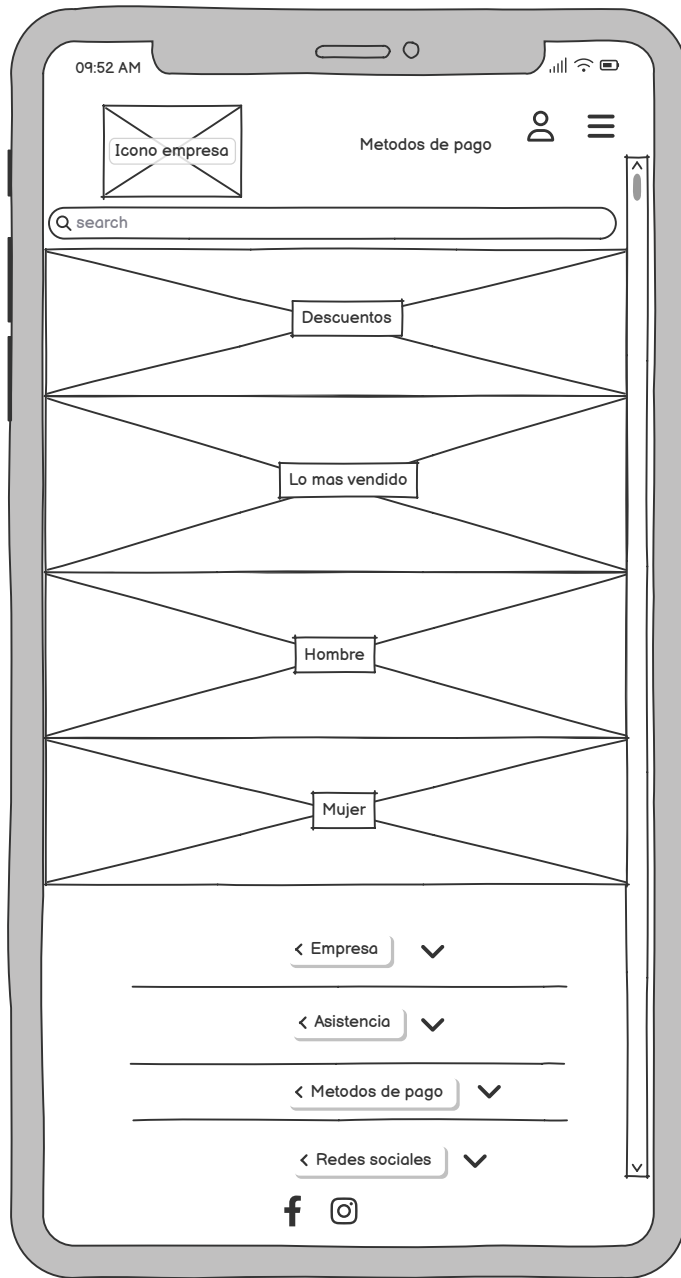 09:52 AM
Icono empresa
Metodos de pago
search
Descuentos
Lo mas vendido
Hombre
Mujer
Empresa
Asistencia
Metodos de pago
Redes sociales